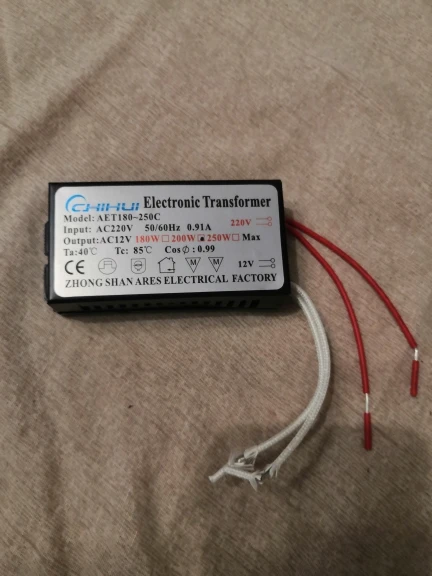 CHIHUI Electronic Transformer
Model: AET180~250C
Input: AC220V 50/60Hz 0.91A 220V
Output:AC12V 180W□ 200W■ 250W□ Max
Ta:40℃ Tc: 85℃ CosΦ: 0.99
CE M M 12V
ZHONG SHAN ARES ELECTRICAL FACTORY